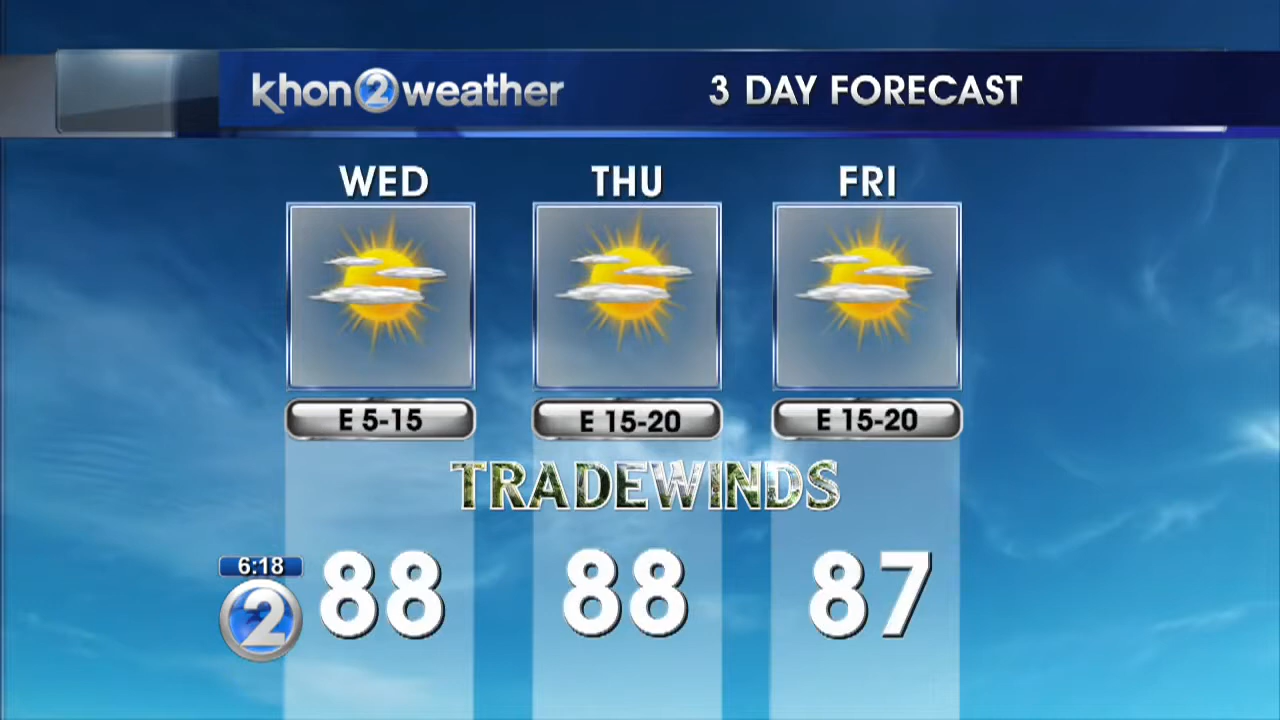 khon2weather
3 DAY FORECAST
WED THU FRI
E 5-15 E 15-20 E 15-20
TRADEWINDS
6:18
2
88 88 87